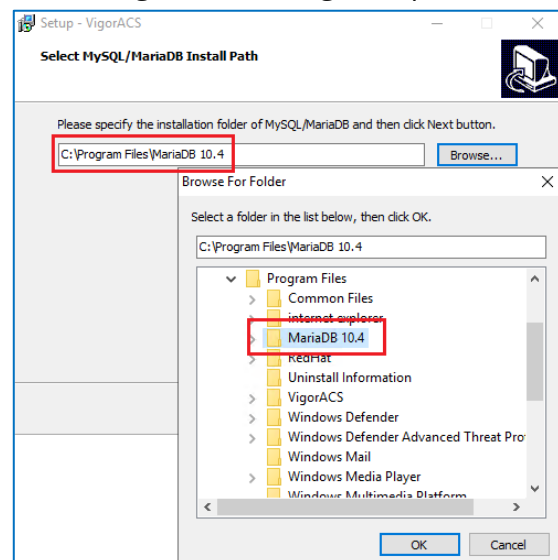 Setup - VigorACS
Select MySQL/MariaDB Install Path
Please specify the installation folder of MySQL/MariaDB and then click Next button.
C:\Program Files\MariaDB 10.4
Browse...
Browse For Folder
Select a folder in the list below, then click OK.
C:\Program Files\MariaDB 10.4
Program Files
Common Files
internet explorer
MariaDB 10.4
RedHat
Uninstall Information
VigorACS
Windows Defender
Windows Defender Advanced Threat Pro
Windows Mail
Windows Media Player
Windows Multimedia Platform
OK
Cancel